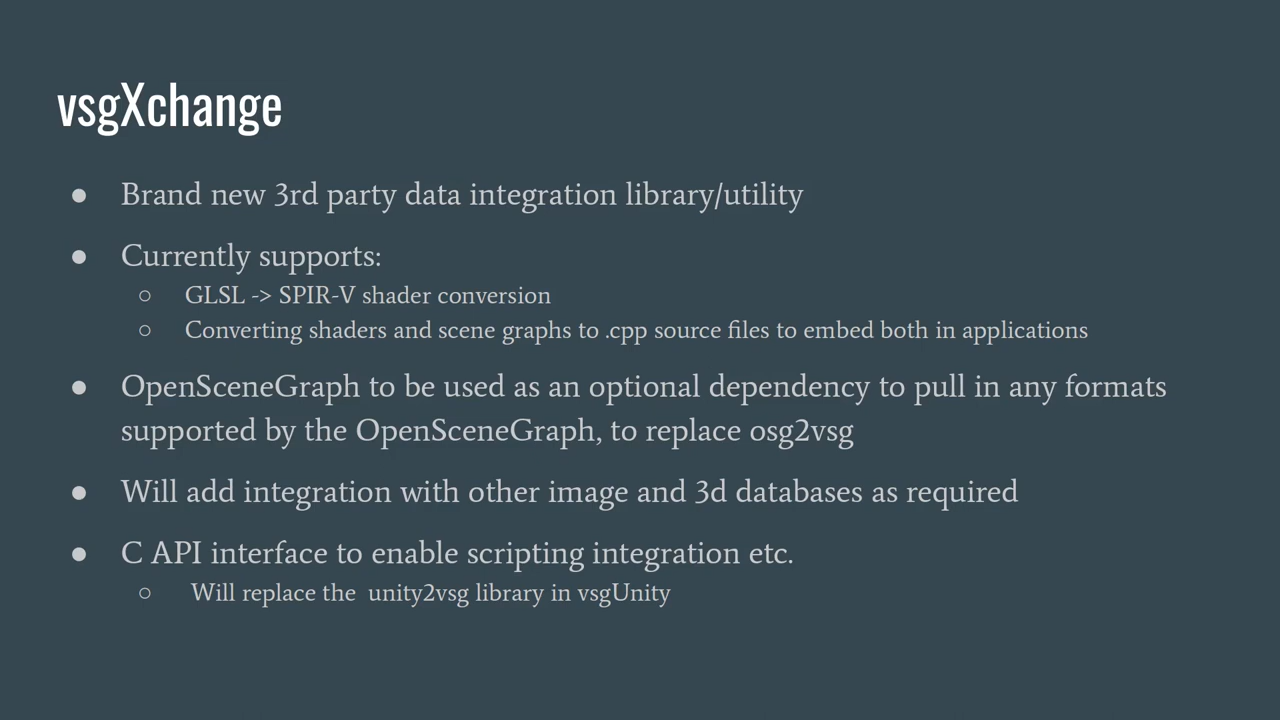 vsgXchange
● Brand new 3rd party data integration library/utility
● Currently supports:
○ GLSL -> SPIR-V shader conversion
○ Converting shaders and scene graphs to .cpp source files to embed both in applications
● OpenSceneGraph to be used as an optional dependency to pull in any formats
supported by the OpenSceneGraph, to replace osg2vsg
● Will add integration with other image and 3d databases as required
● C API interface to enable scripting integration etc.
○ Will replace the  unity2vsg library in vsgUnity